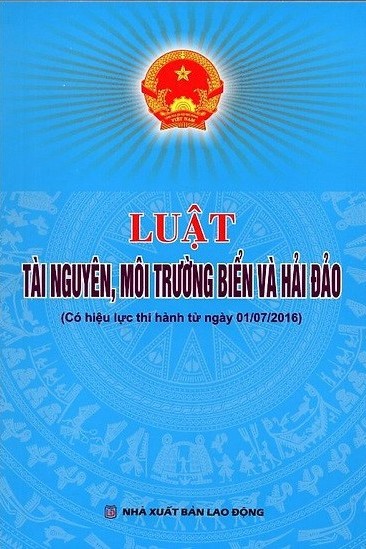 VIỆT NAM
LUẬT
TÀI NGUYÊN, MÔI TRƯỜNG BIỂN VÀ HẢI ĐẢO
(Có hiệu lực thi hành từ ngày 01/07/2016)
NHÀ XUẤT BẢN LAO ĐỘNG